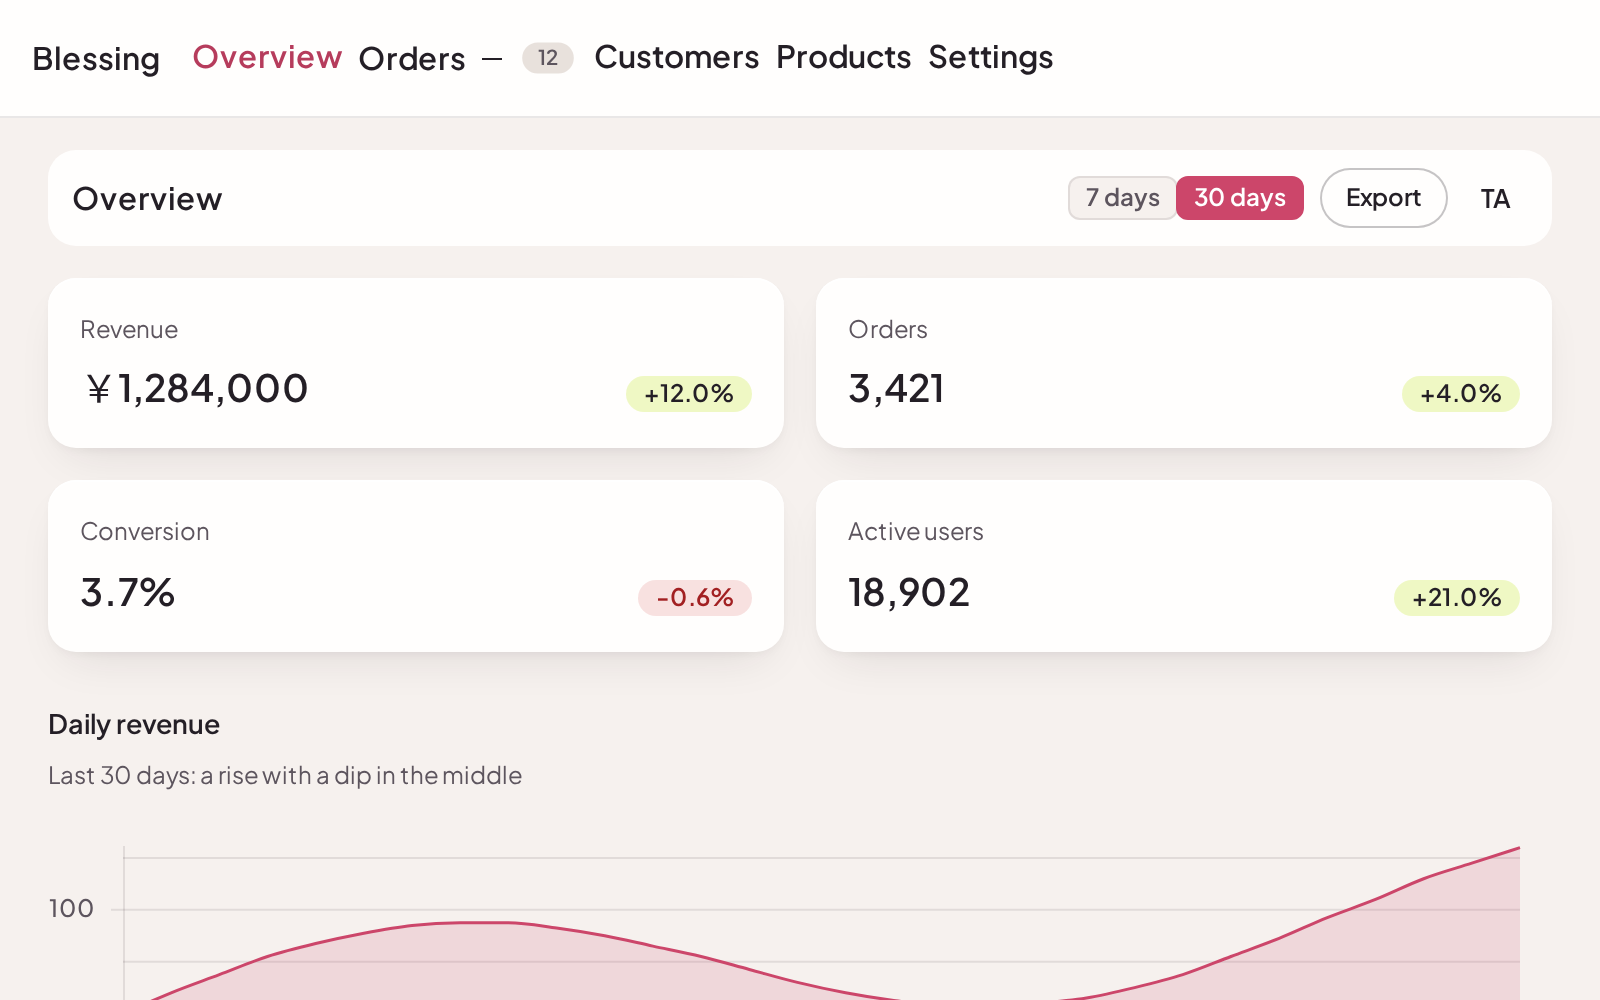 Blessing Overview Orders — 12 Customers Products Settings
Overview 7 days 30 days Export TA
Revenue
¥1,284,000 +12.0%
Orders
3,421 +4.0%
Conversion
3.7% -0.6%
Active users
18,902 +21.0%
Daily revenue
Last 30 days: a rise with a dip in the middle
100